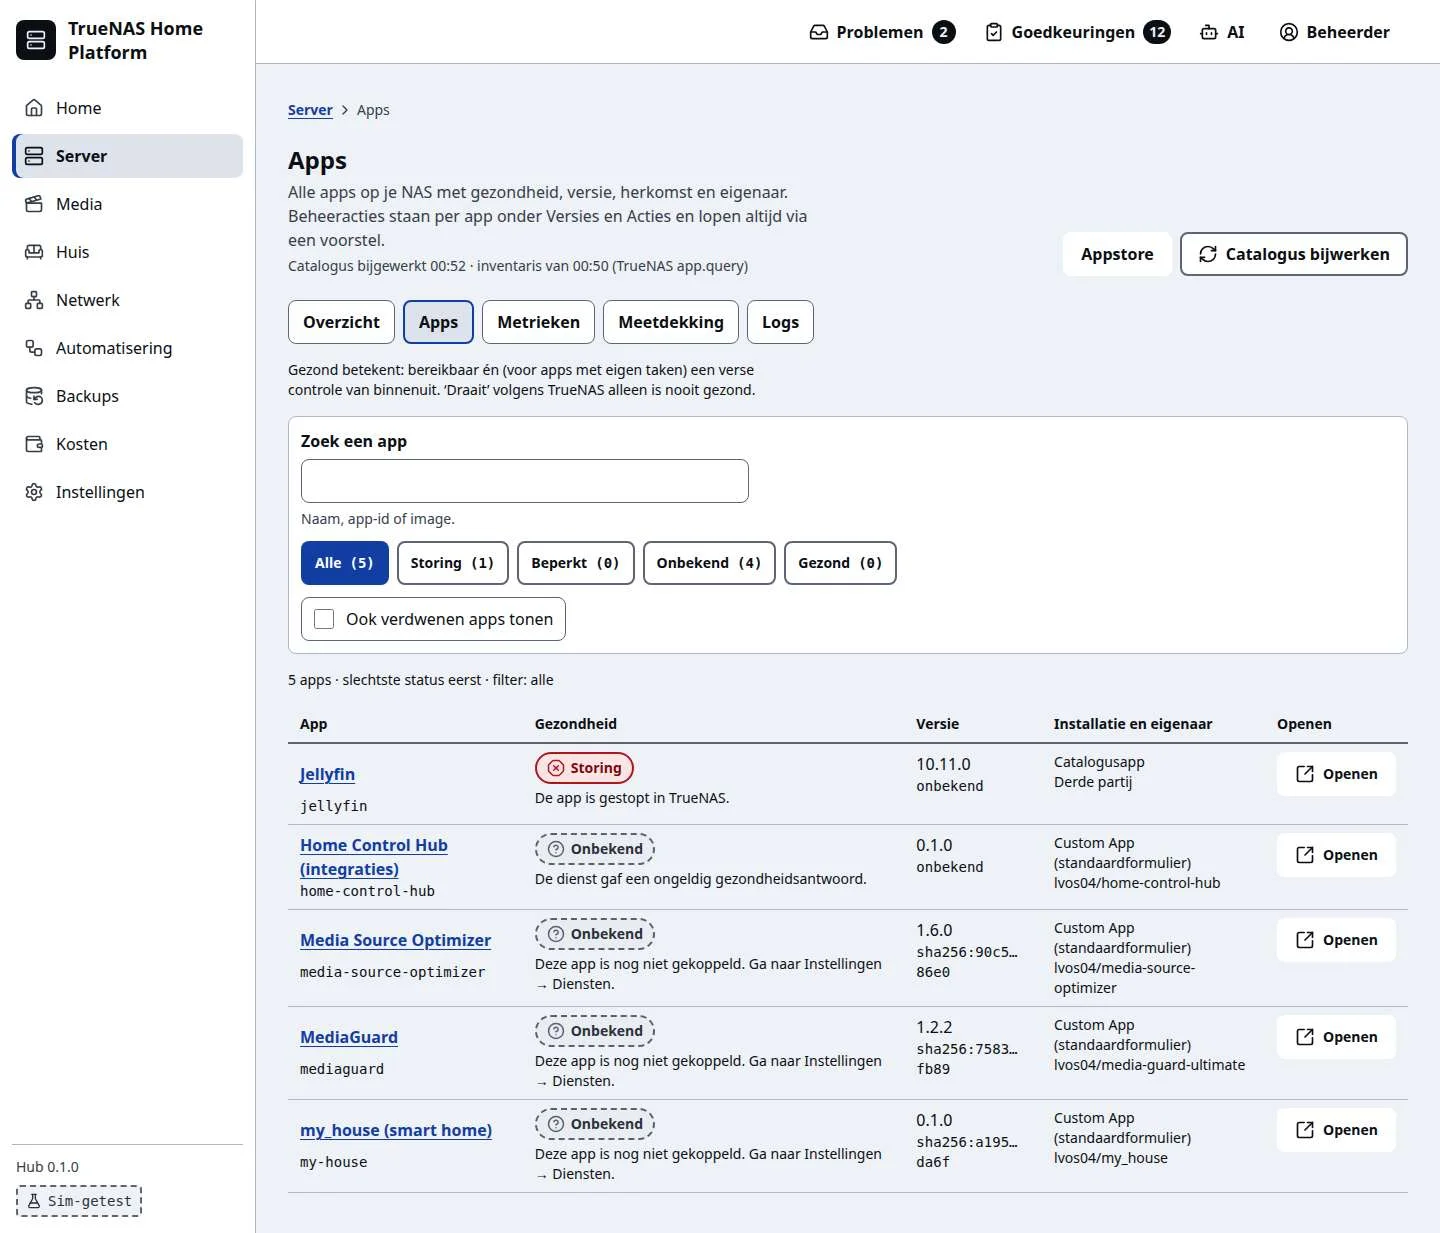 TrueNAS Home
Platform
Problemen 2
Goedkeuringen 12
AI
Beheerder
Home
Server
Media
Huis
Netwerk
Automatisering
Backups
Kosten
Instellingen
Hub 0.1.0
Sim-getest
Server > Apps
Apps
Alle apps op je NAS met gezondheid, versie, herkomst en eigenaar.
Beheeracties staan per app onder Versies en Acties en lopen altijd via
een voorstel.
Catalogus bijgewerkt 00:52 · inventaris van 00:50 (TrueNAS app.query)
Appstore
Catalogus bijwerken
Overzicht
Apps
Metrieken
Meetdekking
Logs
Gezond betekent: bereikbaar én (voor apps met eigen taken) een verse
controle van binnenuit. ‘Draait’ volgens TrueNAS alleen is nooit gezond.
Zoek een app
Naam, app-id of image.
Alle (5)
Storing (1)
Beperkt (0)
Onbekend (4)
Gezond (0)
Ook verdwenen apps tonen
5 apps · slechtste status eerst · filter: alle
App
Gezondheid
Versie
Installatie en eigenaar
Openen
Jellyfin
jellyfin
Storing
De app is gestopt in TrueNAS.
10.11.0
onbekend
Catalogusapp
Derde partij
Openen
Home Control Hub
(integraties)
home-control-hub
Onbekend
De dienst gaf een ongeldig gezondheidsantwoord.
0.1.0
onbekend
Custom App
(standaardformulier)
lvos04/home-control-hub
Openen
Media Source Optimizer
media-source-optimizer
Onbekend
Deze app is nog niet gekoppeld. Ga naar Instellingen
→ Diensten.
1.6.0
sha256:90c5…
86e0
Custom App
(standaardformulier)
lvos04/media-source-
optimizer
Openen
MediaGuard
mediaguard
Onbekend
Deze app is nog niet gekoppeld. Ga naar Instellingen
→ Diensten.
1.2.2
sha256:7583…
fb89
Custom App
(standaardformulier)
lvos04/media-guard-ultimate
Openen
my_house (smart home)
my-house
Onbekend
Deze app is nog niet gekoppeld. Ga naar Instellingen
→ Diensten.
0.1.0
sha256:a195…
da6f
Custom App
(standaardformulier)
lvos04/my_house
Openen